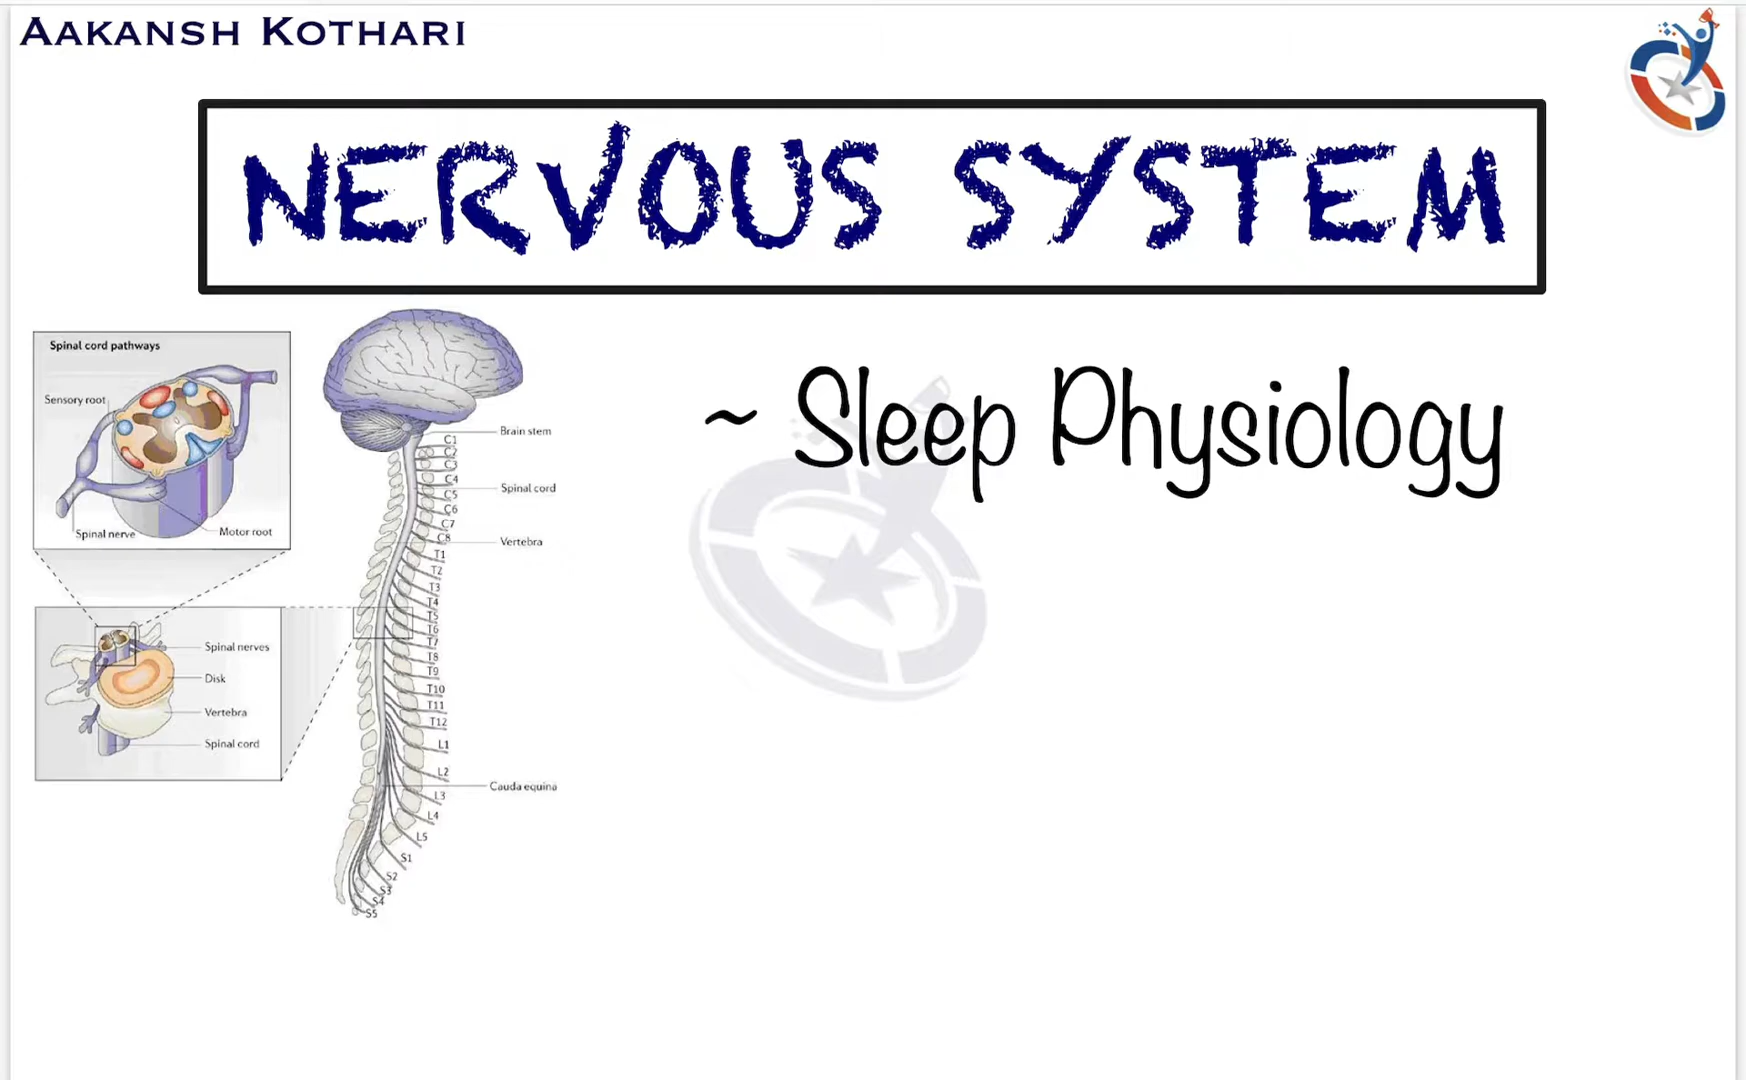 AAKANSH KOTHARI
NERVOUS SYSTEM
~ Sleep Physiology
Spinal cord pathways
Sensory root
Spinal nerve
Motor root
Spinal nerves
Disk
Vertebra
Spinal cord
Brain stem
Spinal cord
Vertebra
Cauda equina
C1
C2
C3
C4
C5
C6
C7
C8
T1
T2
T3
T4
T5
T6
T7
T8
T9
T10
T11
T12
L1
L2
L3
L4
L5
S1
S2
S3
S4
S5